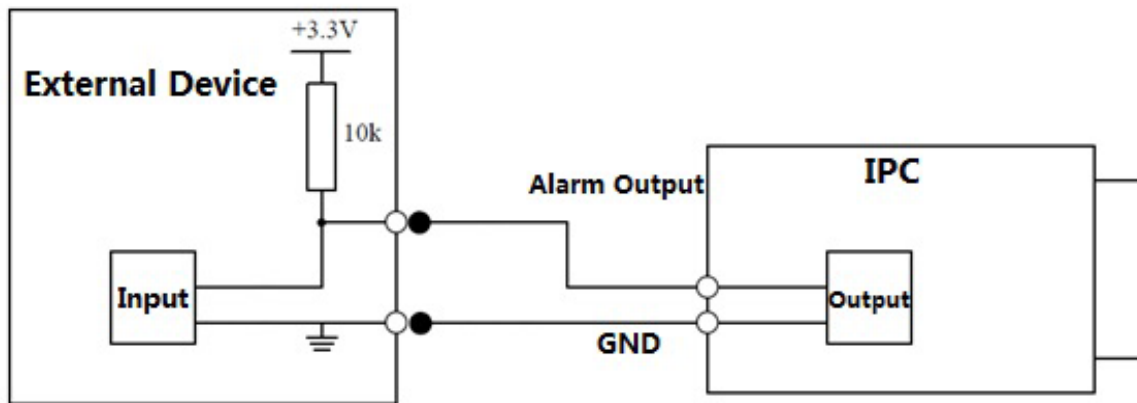 +3.3V
External Device
10k
Alarm Output
IPC
Input
Output
GND